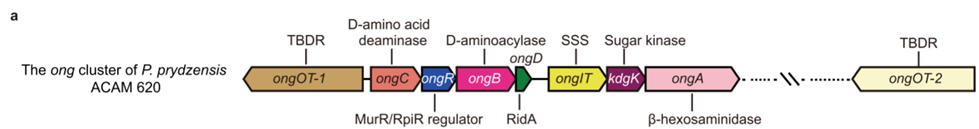 a
D-amino acid
deaminase
ongD
TBDR
D-aminoacylase
SSS
Sugar kinase
TBDR
The ong cluster of P. prydzensis
ACAM 620
ongOT-1
ongC
ongR
ongB
ongIT
kdgK
ongA
ongOT-2
MurR/RpiR regulator
RidA
β-hexosaminidase